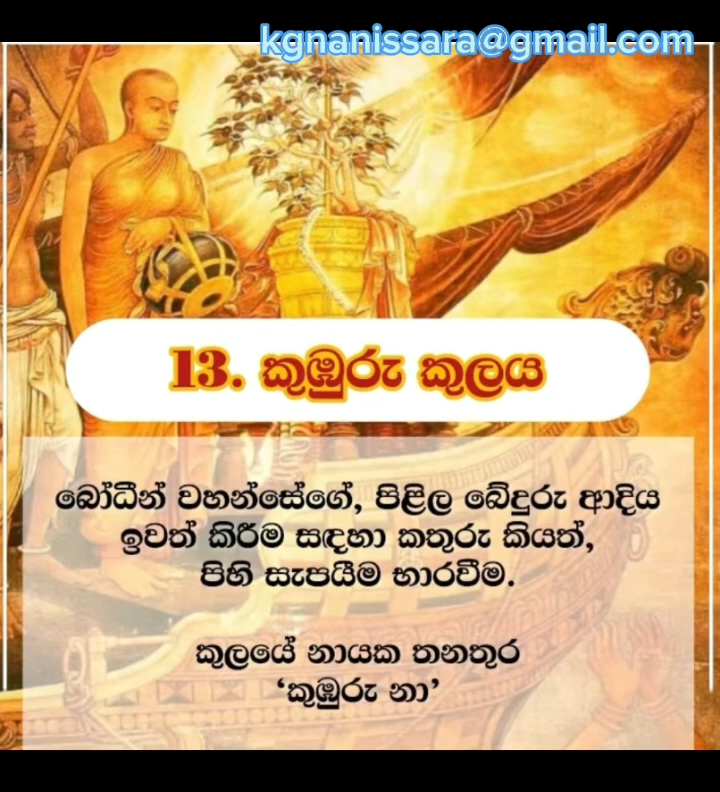 kgnanissara@gmail.com
13. කුඹුරු කුලය
බෝධීන් වහන්සේගේ, පිළිල බේදුරු ආදිය
ඉවත් කිරීම සඳහා කතුරු කියත්,
පිහි සැපයීම භාරවීම.
කුලයේ නායක තනතුර
‘කුඹුරු නා’